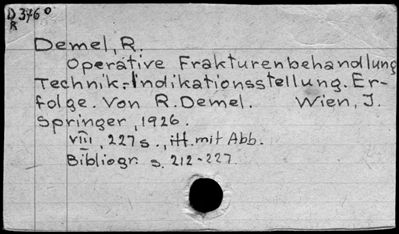 D3760
R
Demel, R.
Operative Frakturenbehandlung
Technik-Indikationsstellung. Er-
folge. Von R. Demel. Wien, J.
Springer, 1926.
VIII, 227 s., ill. mit Abb.
Bibliogr. s. 212-227